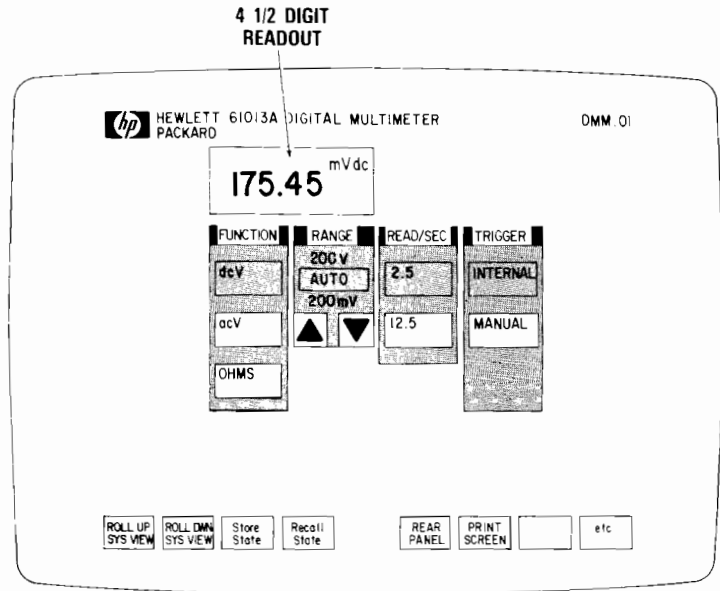 4 1/2 DIGIT
READOUT
hp HEWLETT 61013A DIGITAL MULTIMETER DMM.01
PACKARD
175.45 mVdc
FUNCTION RANGE READ/SEC TRIGGER
200V
dcV AUTO 2.5 INTERNAL
200mV
acV 12.5 MANUAL
OHMS
ROLL UP ROLL DWN Store Recall REAR PRINT etc
SYS VIEW SYS VIEW State State PANEL SCREEN